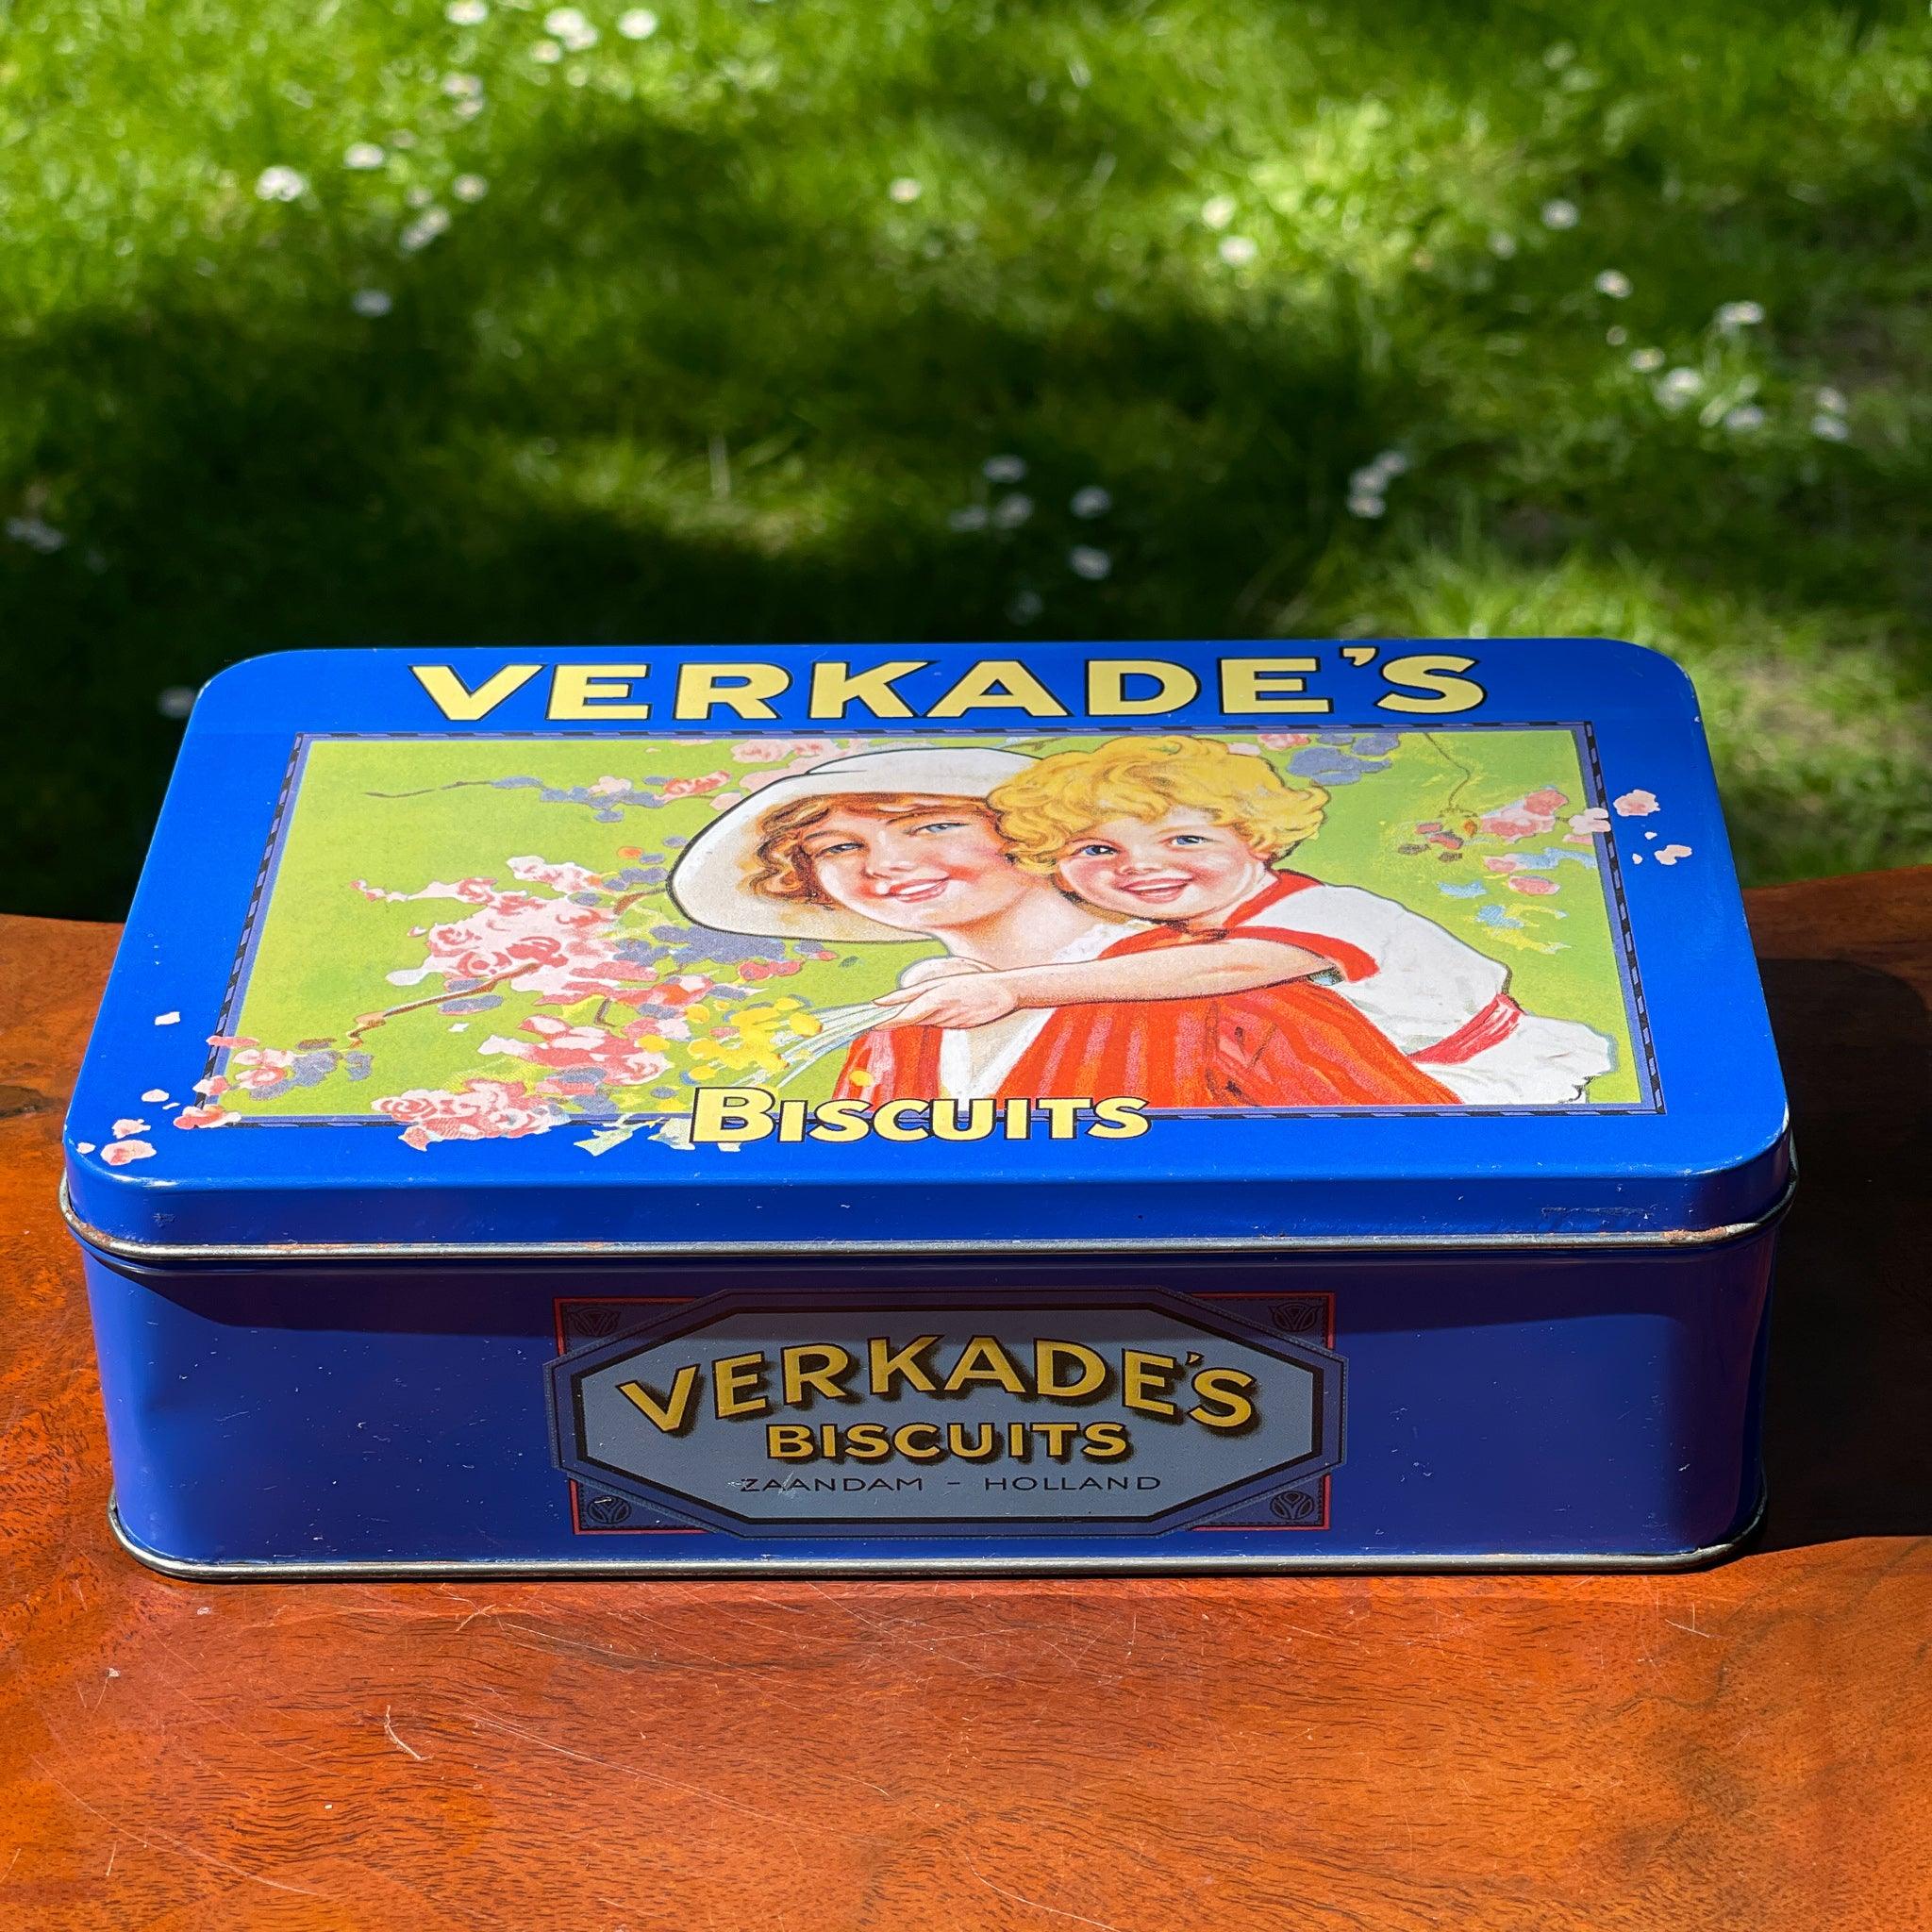 VERKADE'S
BISCUITS
VERKADE'S
BISCUITS
ZAANDAM - HOLLAND